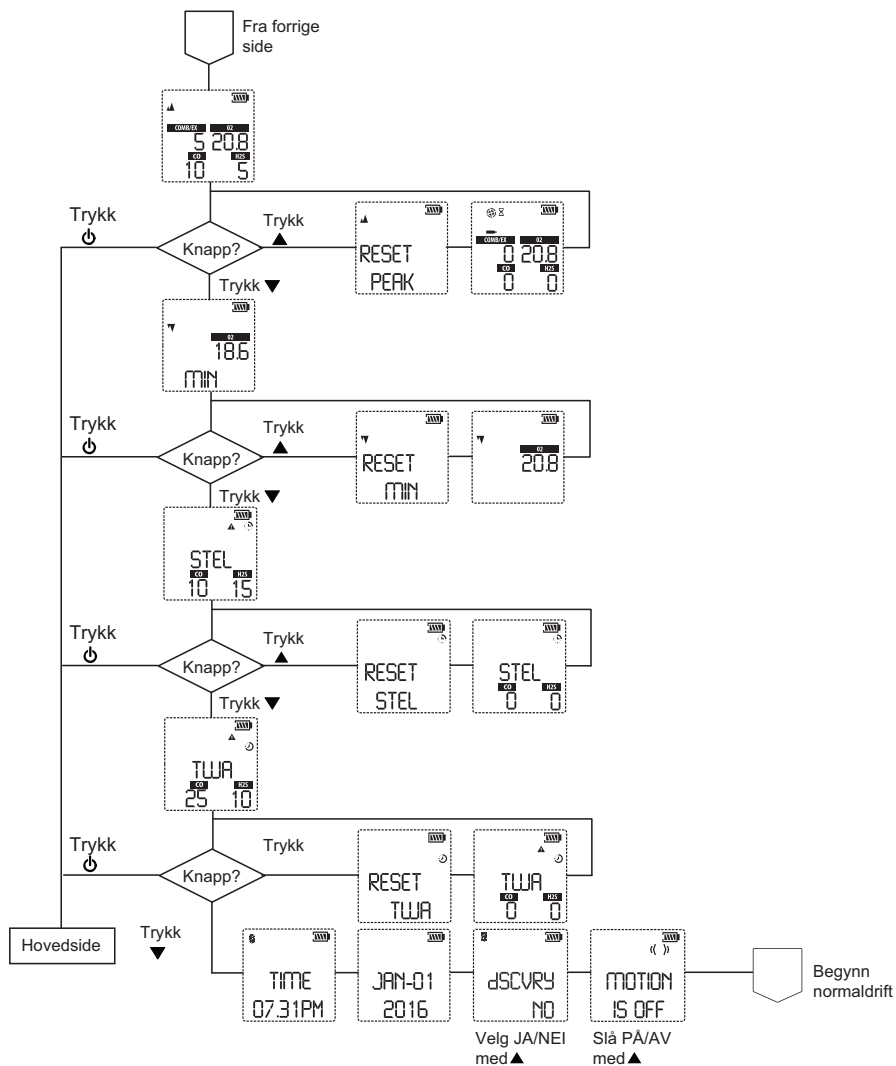 Fra forrige
side
COMB/EX O2
5 20.8
CO H2S
10 5
Trykk
Knapp?
Trykk
RESET
PEAK
COMB/EX O2
0 20.8
CO H2S
0 0
Trykk
O2
18.6
MIN
Trykk
Knapp?
Trykk
RESET
MIN
O2
20.8
Trykk
STEL
CO H2S
10 15
Trykk
Knapp?
Trykk
RESET
STEL
STEL
CO H2S
0 0
Trykk
TWA
CO H2S
25 10
Trykk
Knapp?
Trykk
RESET
TWA
TWA
CO H2S
0 0
Hovedside
Trykk
TIME
07.31PM
JAN-01
2016
dSCVRY
NO
MOTION
IS OFF
Begynn
normaldrift
Velg JA/NEI
med
Slå PÅ/AV
med